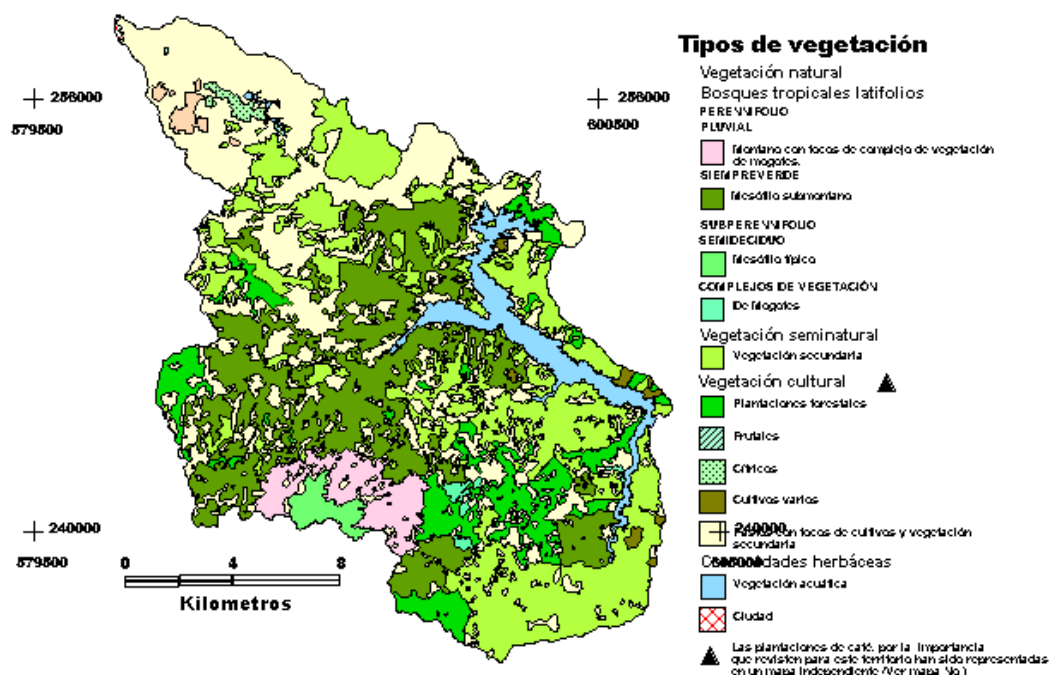 Tipos de vegetación
Vegetación natural
Bosques tropicales latifolios
PERENNIFOLIO
PLUVIAL
Montano con focos de complejo de vegetación
de mogotes.
SIEMPREVERDE
Mesófilo submontano
SUBPERENNIFOLIO
SEMIDECIDUO
Mesófilo típico
COMPLEJOS DE VEGETACIÓN
De Mogotes
Vegetación seminatural
Vegetación secundaria
Vegetación cultural
Plantaciones forestales
Frutales
Cítricos
Cultivos varios
con focos de cultivos y vegetación
secundaria
herbáceas
Vegetación acuática
Ciudad
Las plantaciones de café, por la importancia
que revisten para este territorio han sido representadas
en un mapa independiente (Ver mapa No.)
256000
579500
256000
600500
240000
579500
240000
0 4 8
Kilometros